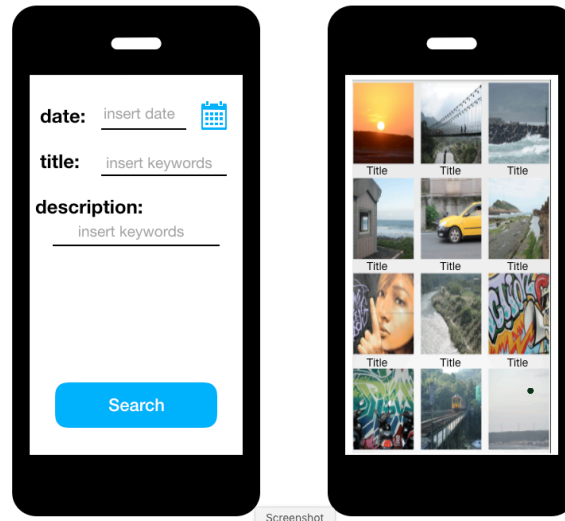 date: insert date
title: insert keywords
description:
insert keywords
Search
Title Title Title
Title Title Title
Title Title Title
Screenshot